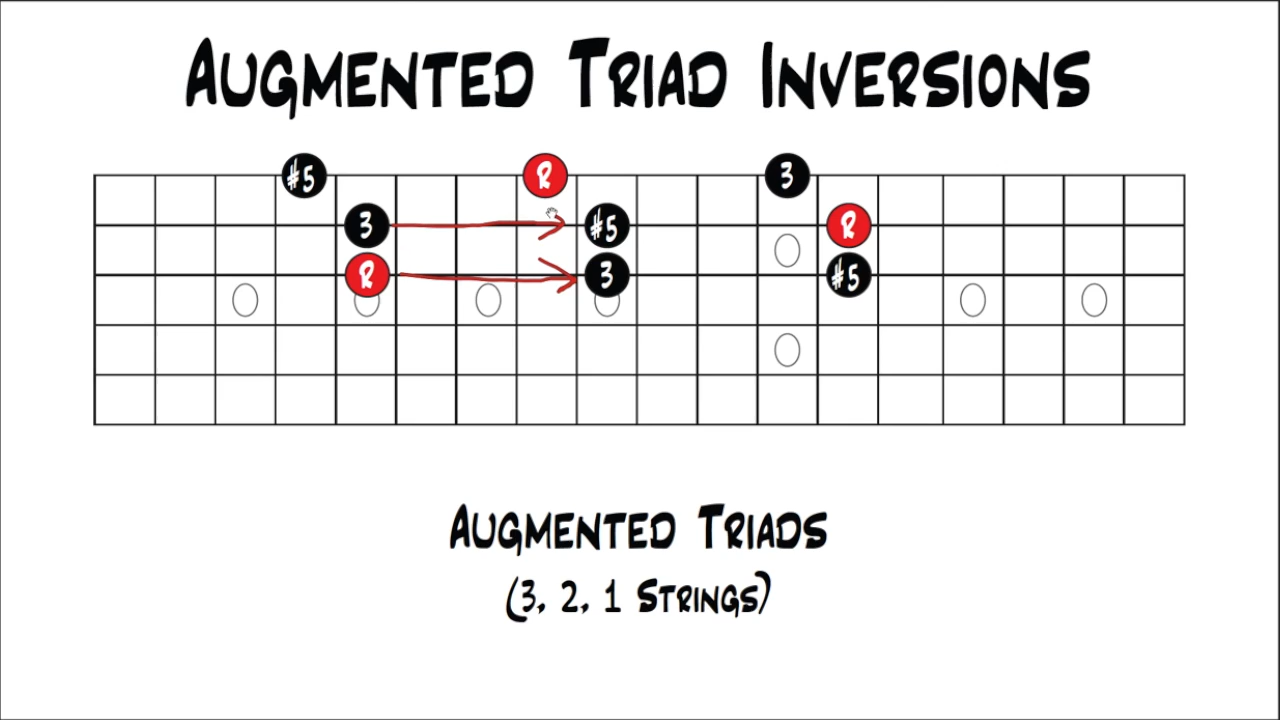 AUGMENTED TRIAD INVERSIONS
#5 R 3
3 #5 R
R 3 #5
AUGMENTED TRIADS
(3, 2, 1 STRINGS)